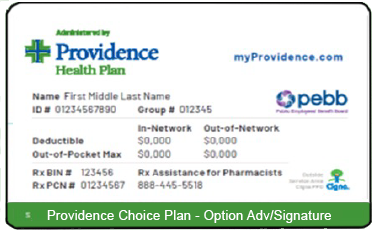 Administered by
Providence
Health Plan
myProvidence.com
Name First Middle Last Name
ID # 01234567890 Group # 012345
pebb
Public Employees' Benefit Board
In-Network Out-of-Network
Deductible $0,000 $0,000
Out-of-Pocket Max $0,000 $0,000
Rx BIN # 123456 Rx Assistance for Pharmacists
Rx PCN # 01234567 888-445-5518
Cigna PPO
Cigna.
Providence Choice Plan - Option Adv/Signature